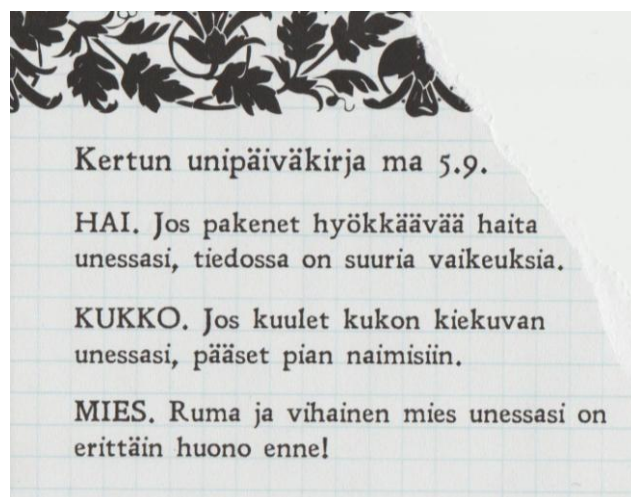 Kertun unipäiväkirja ma 5.9.
HAI. Jos pakenet hyökkäävää haita
unessasi, tiedossa on suuria vaikeuksia.
KUKKO. Jos kuulet kukon kiekuvan
unessasi, pääset pian naimisiin.
MIES. Ruma ja vihainen mies unessasi on
erittäin huono enne!